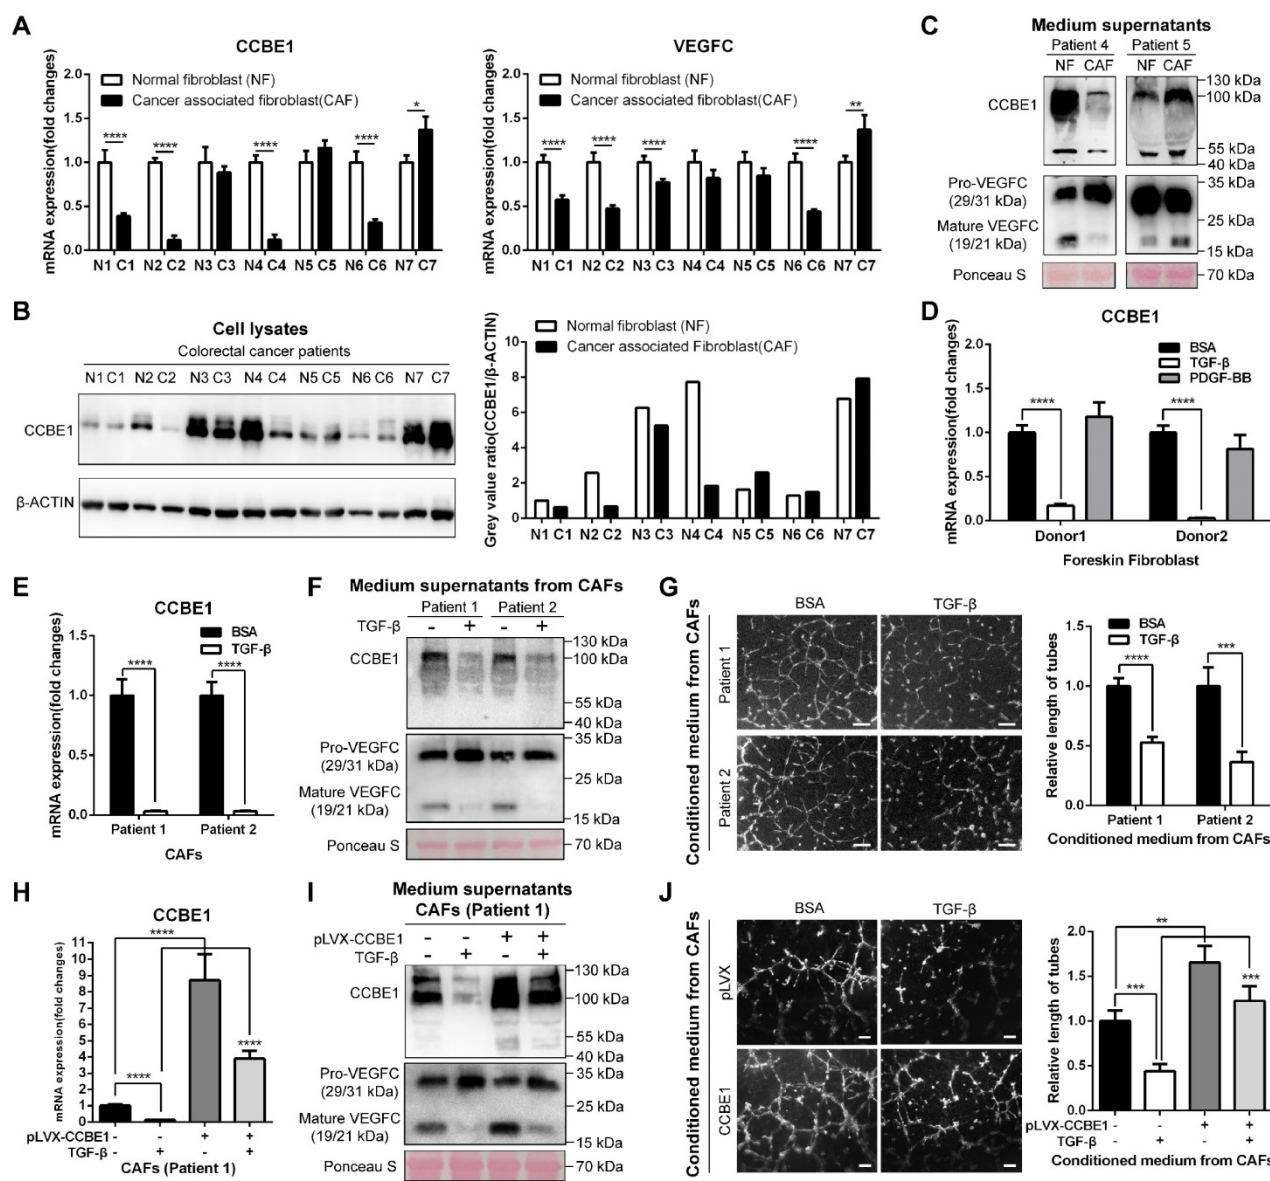 A
CCBE1
mRNA expression(fold changes)
2.0
1.5
1.0
0.5
0.0
Normal fibroblast (NF)
Cancer associated fibroblast(CAF)
**** **** **** **** *
N1 C1 N2 C2 N3 C3 N4 C4 N5 C5 N6 C6 N7 C7
VEGFC
mRNA expression(fold changes)
2.0
1.5
1.0
0.5
0.0
Normal fibroblast (NF)
Cancer associated fibroblast(CAF)
**** **** **** **** **
N1 C1 N2 C2 N3 C3 N4 C4 N5 C5 N6 C6 N7 C7
C
Medium supernatants
Patient 4 Patient 5
NF CAF NF CAF
CCBE1
130 kDa
100 kDa
55 kDa
40 kDa
Pro-VEGFC
(29/31 kDa)
Mature VEGFC
(19/21 kDa)
35 kDa
25 kDa
15 kDa
Ponceau S
70 kDa
B
Cell lysates
Colorectal cancer patients
N1 C1 N2 C2 N3 C3 N4 C4 N5 C5 N6 C6 N7 C7
CCBE1
β-ACTIN
Normal fibroblast (NF)
Cancer associated Fibroblast(CAF)
Grey value ratio(CCBE1/β-ACTIN)
10
8
6
4
2
0
N1 C1 N2 C2 N3 C3 N4 C4 N5 C5 N6 C6 N7 C7
D
CCBE1
mRNA expression(fold changes)
2.0
1.5
1.0
0.5
0.0
BSA
TGF-β
PDGF-BB
**** ****
Donor1 Donor2
Foreskin Fibroblast
E
CCBE1
mRNA expression(fold changes)
1.5
1.0
0.5
0.0
BSA
TGF-β
**** ****
Patient 1 Patient 2
CAFs
F
Medium supernatants from CAFs
Patient 1 Patient 2
TGF-β - + - +
CCBE1
130 kDa
100 kDa
55 kDa
40 kDa
Pro-VEGFC
(29/31 kDa)
Mature VEGFC
(19/21 kDa)
35 kDa
25 kDa
15 kDa
Ponceau S
70 kDa
G
Conditioned medium from CAFs
BSA TGF-β
Patient 1
Patient 2
Relative length of tubes
1.5
1.0
0.5
0.0
BSA
TGF-β
**** ***
Patient 1 Patient 2
Conditioned medium from CAFs
H
CCBE1
mRNA expression(fold changes)
11
10
9
8
7
6
5
4
3
2
1
0
****
****
****
pLVX-CCBE1 - - + +
TGF-β - + - +
CAFs (Patient 1)
I
Medium supernatants
CAFs (Patient 1)
pLVX-CCBE1 - - + +
TGF-β - + - +
CCBE1
130 kDa
100 kDa
55 kDa
40 kDa
Pro-VEGFC
(29/31 kDa)
Mature VEGFC
(19/21 kDa)
35 kDa
25 kDa
15 kDa
Ponceau S
70 kDa
J
Conditioned medium from CAFs
BSA TGF-β
pLVX
CCBE1
Relative length of tubes
2.0
1.5
1.0
0.5
0.0
**
***
***
pLVX-CCBE1 - - + +
TGF-β - + - +
Conditioned medium from CAFs